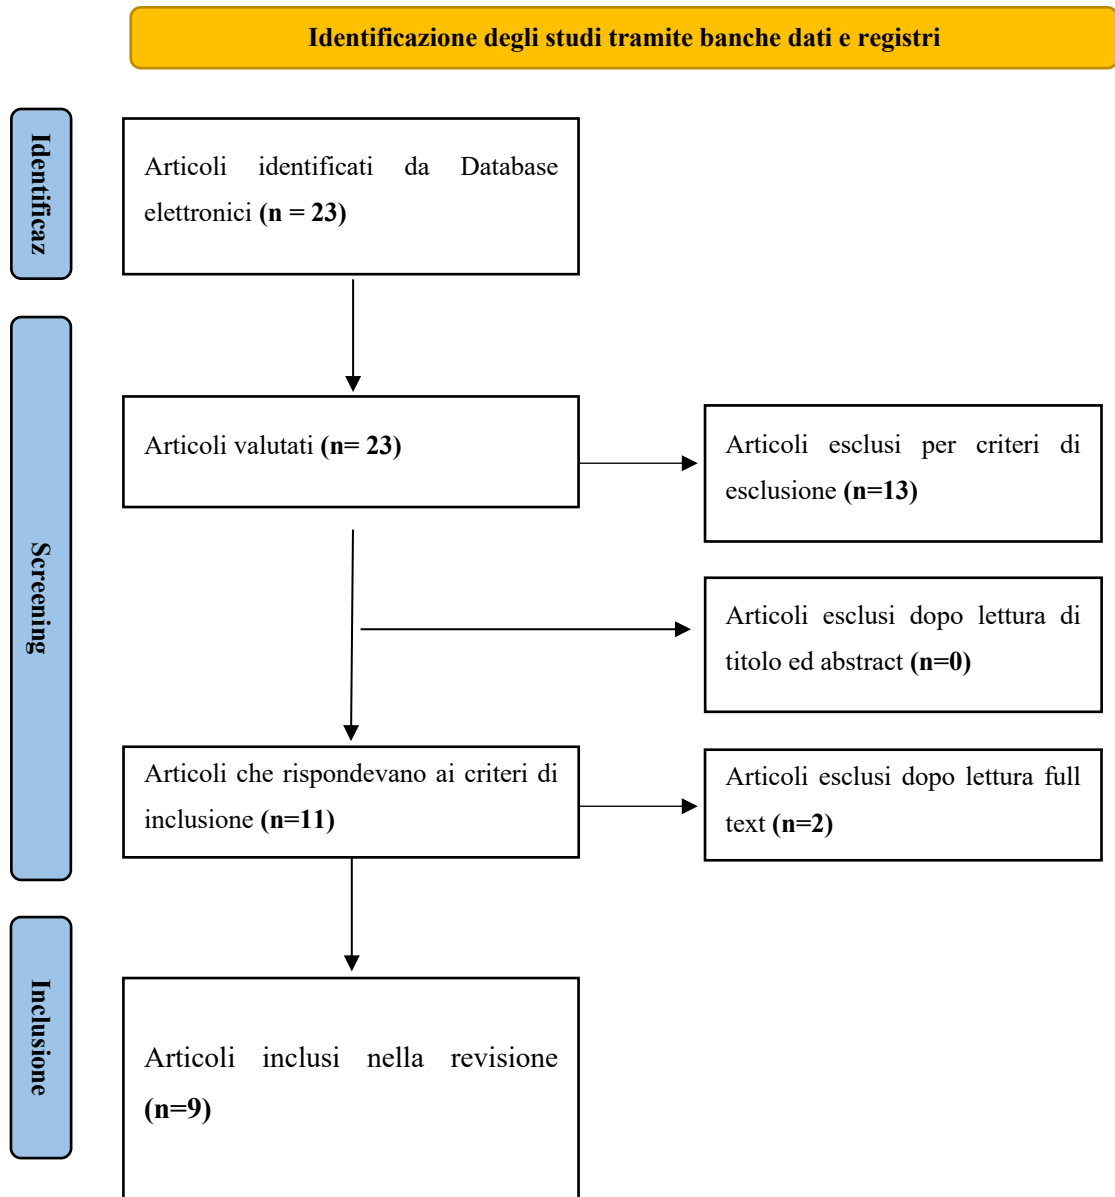 Identificazione degli studi tramite banche dati e registri
Identificaz
Articoli identificati da Database
elettronici (n = 23)
Screening
Articoli valutati (n= 23)
Articoli esclusi per criteri di
esclusione (n=13)
Articoli esclusi dopo lettura di
titolo ed abstract (n=0)
Articoli che rispondevano ai criteri di
inclusione (n=11)
Articoli esclusi dopo lettura full
text (n=2)
Inclusione
Articoli inclusi nella revisione
(n=9)